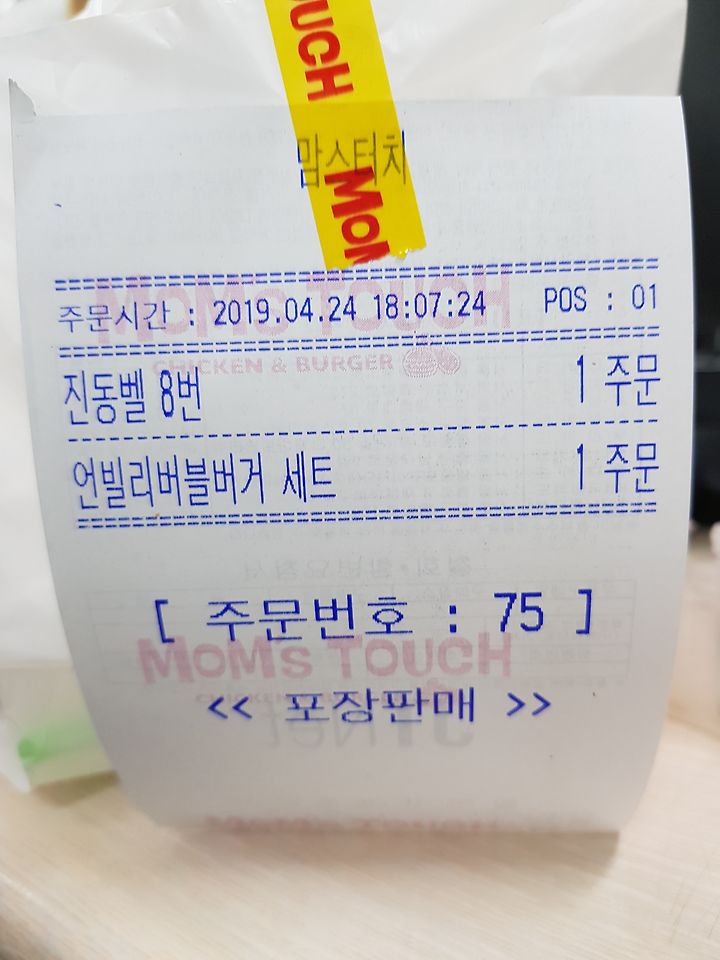 OUCH
맘스터치
MOM
주문시간 : 2019.04.24 18:07:24 POS : 01
MOM'S TOUCH
CHICKEN & BURGER
진동벨 8번 1 주문
언빌리버블버거 세트 1 주문
[ 주문번호 : 75 ]
MOM'S TOUCH
<< 포장판매 >>
MOM'S TOUCH